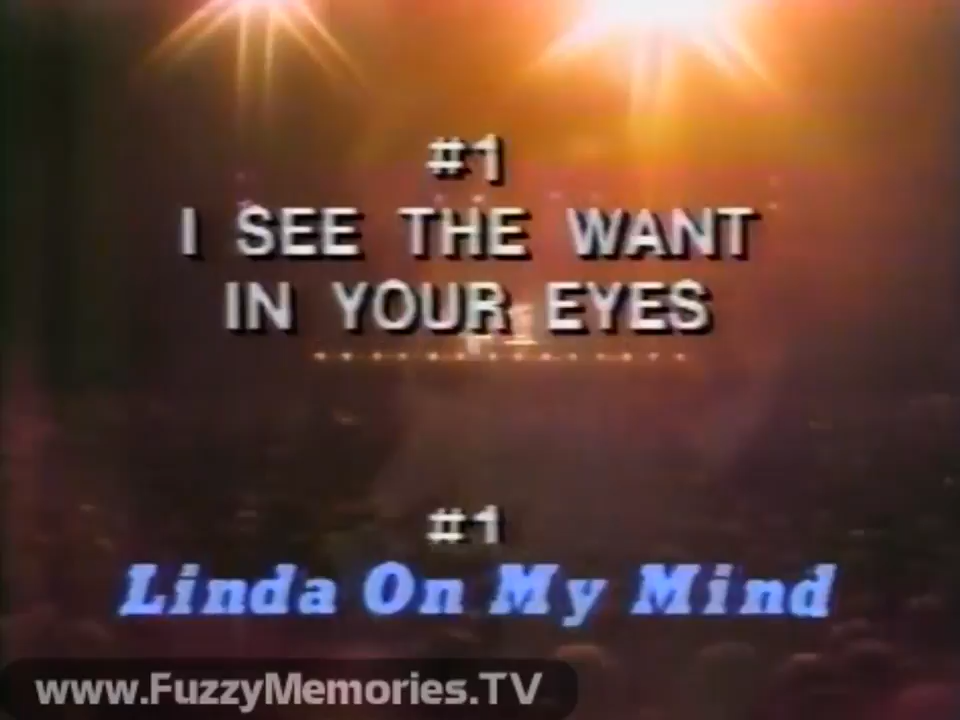 #1
I SEE THE WANT
IN YOUR EYES
#1
Linda On My Mind
www.FuzzyMemories.TV